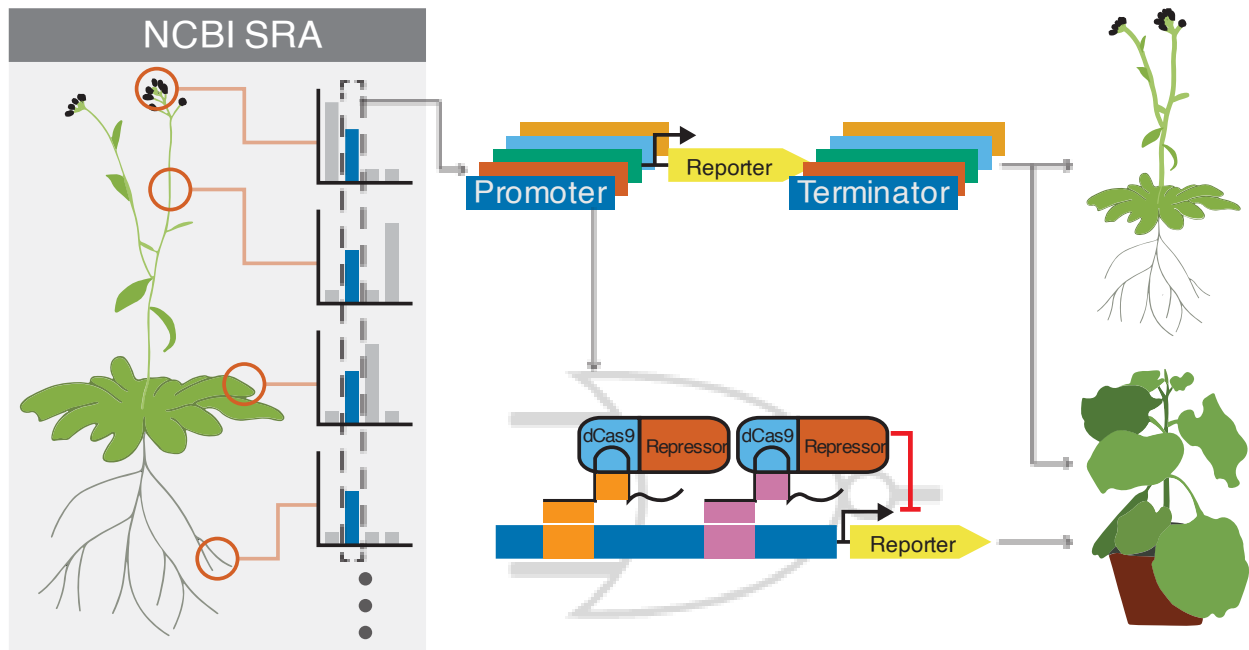 NCBI SRA
Reporter
Promoter
Terminator
dCas9
Repressor
dCas9
Repressor
Reporter